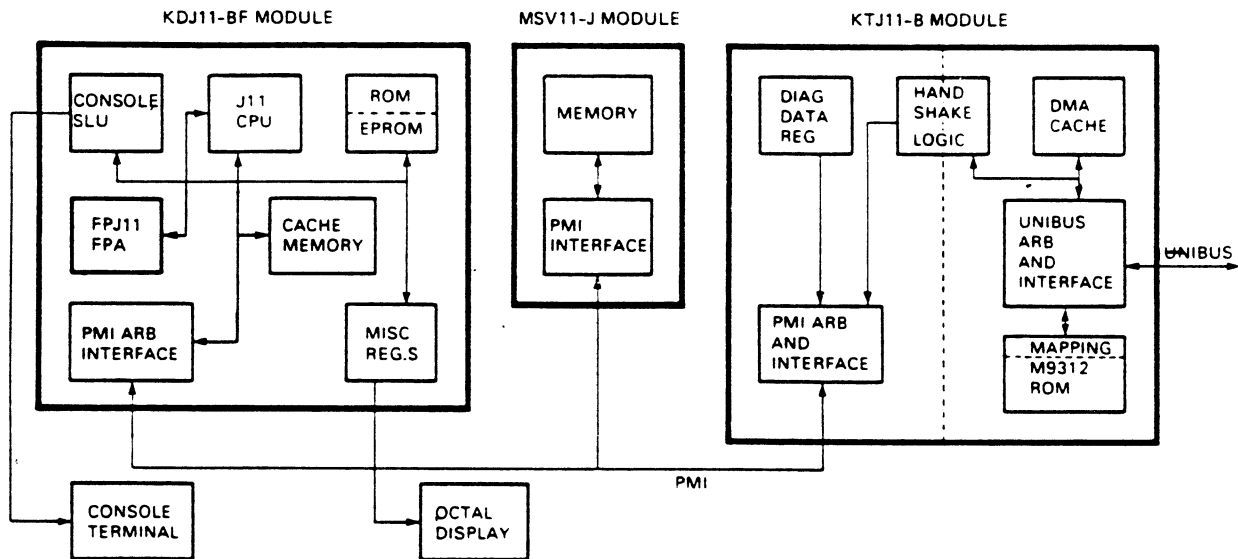 KDJ11-BF MODULE
MSV11-J MODULE
KTJ11-B MODULE
CONSOLE
SLU
J11
CPU
ROM
EPROM
FPJ11
FPA
CACHE
MEMORY
PMI ARB
INTERFACE
MISC
REG.S
MEMORY
PMI
INTERFACE
DIAG
DATA
REG
HAND
SHAKE
LOGIC
DMA
CACHE
UNIBUS
ARB
AND
INTERFACE
UNIBUS
PMI ARB
AND
INTERFACE
MAPPING
M9312
ROM
PMI
CONSOLE
TERMINAL
OCTAL
DISPLAY